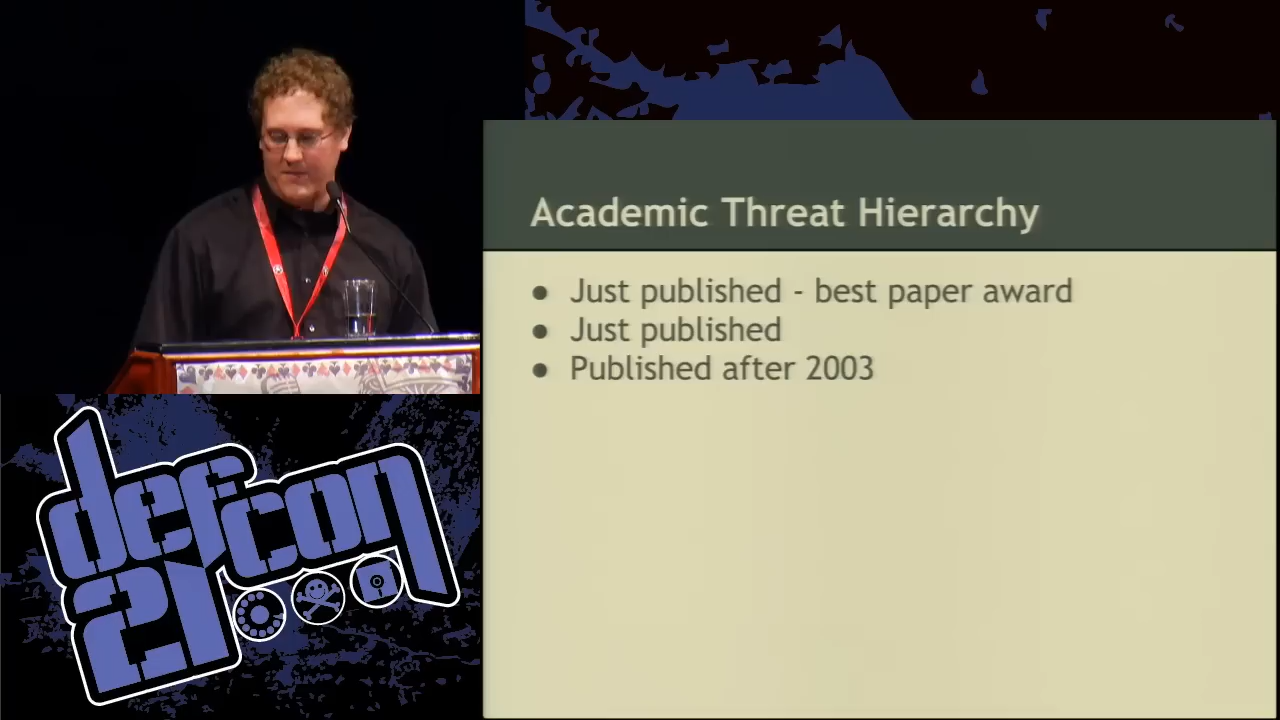 Academic Threat Hierarchy
● Just published - best paper award
● Just published
● Published after 2003
defcon
21